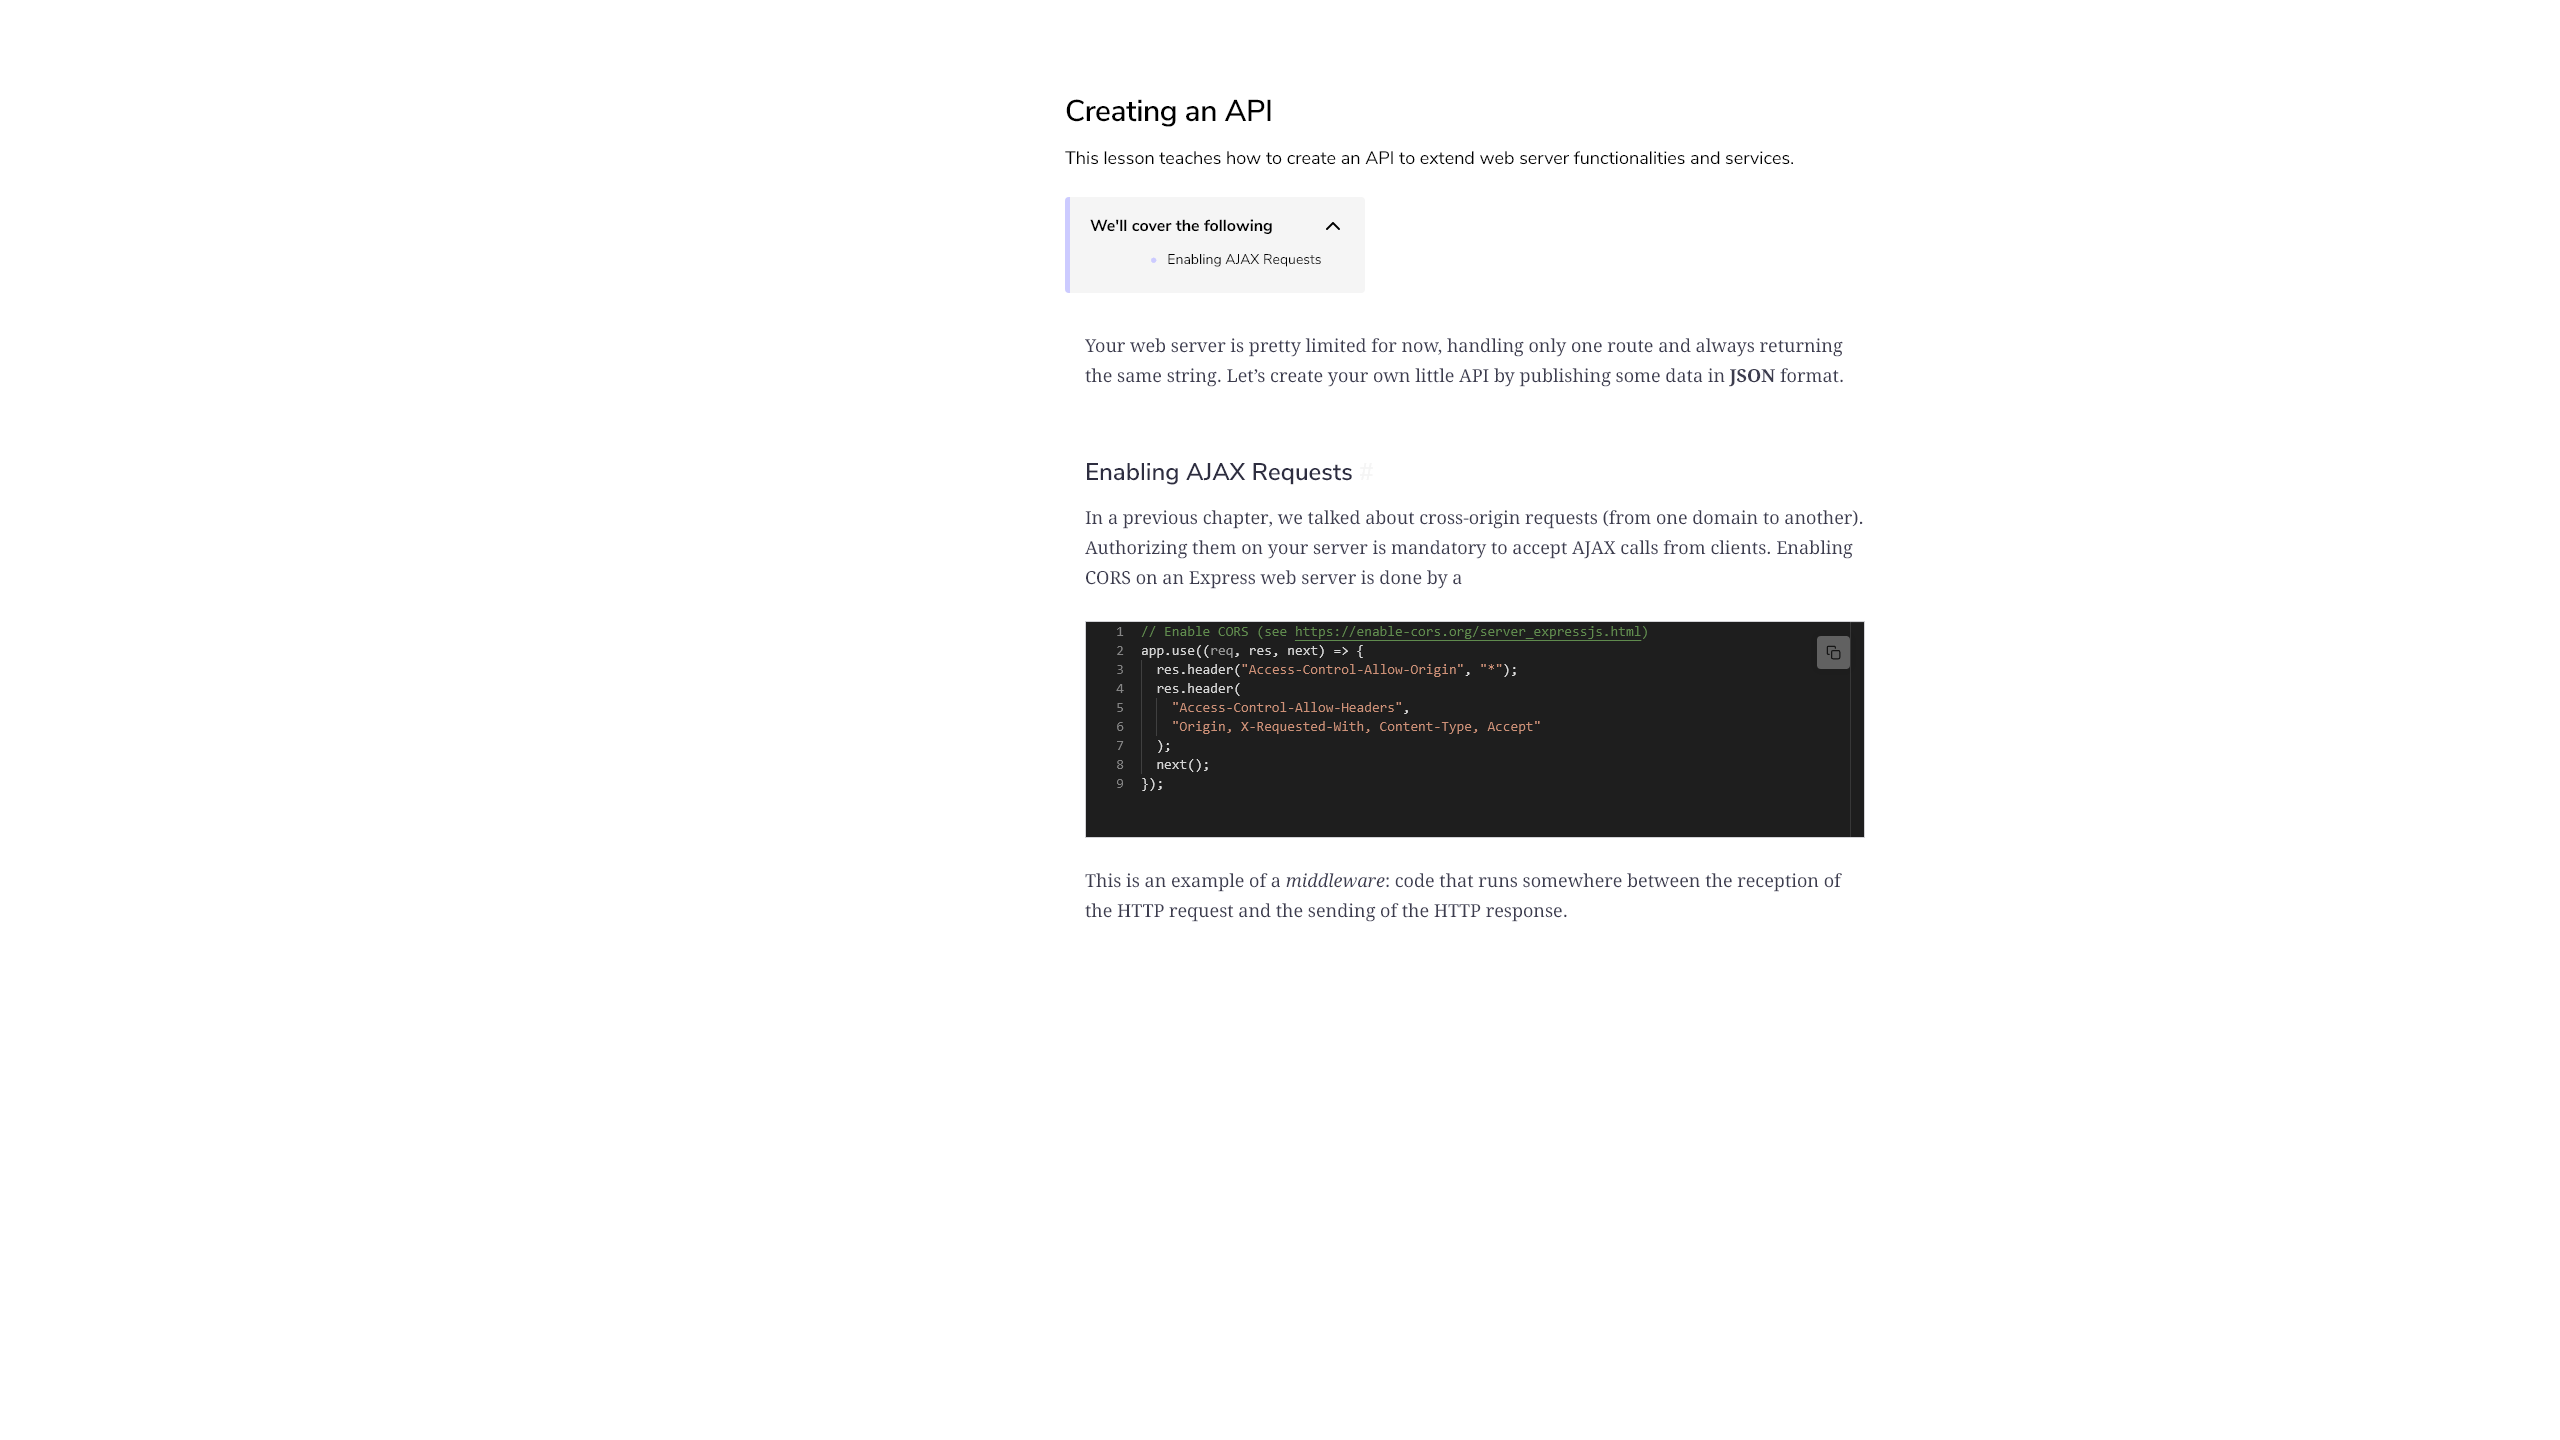 Creating an API
This lesson teaches how to create an API to extend web server functionalities and services.
We'll cover the following
Enabling AJAX Requests
Your web server is pretty limited for now, handling only one route and always returning
the same string. Let’s create your own little API by publishing some data in JSON format.
Enabling AJAX Requests #
In a previous chapter, we talked about cross-origin requests (from one domain to another).
Authorizing them on your server is mandatory to accept AJAX calls from clients. Enabling
CORS on an Express web server is done by a
1 // Enable CORS (see https://enable-cors.org/server_expressjs.html)
2 app.use((req, res, next) => {
3   res.header("Access-Control-Allow-Origin", "*");
4   res.header(
5     "Access-Control-Allow-Headers",
6     "Origin, X-Requested-With, Content-Type, Accept"
7   );
8   next();
9 });
This is an example of a middleware: code that runs somewhere between the reception of
the HTTP request and the sending of the HTTP response.